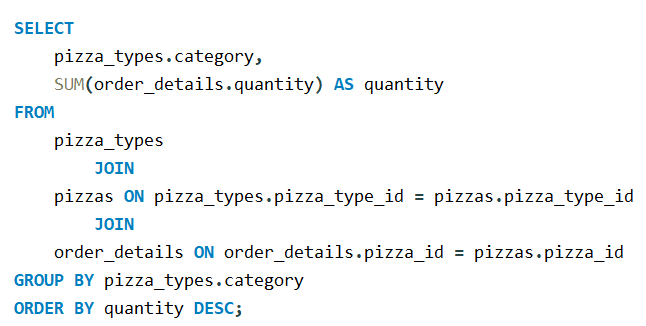 SELECT
pizza_types.category,
SUM(order_details.quantity) AS quantity
FROM
pizza_types
JOIN
pizzas ON pizza_types.pizza_type_id = pizzas.pizza_type_id
JOIN
order_details ON order_details.pizza_id = pizzas.pizza_id
GROUP BY pizza_types.category
ORDER BY quantity DESC;